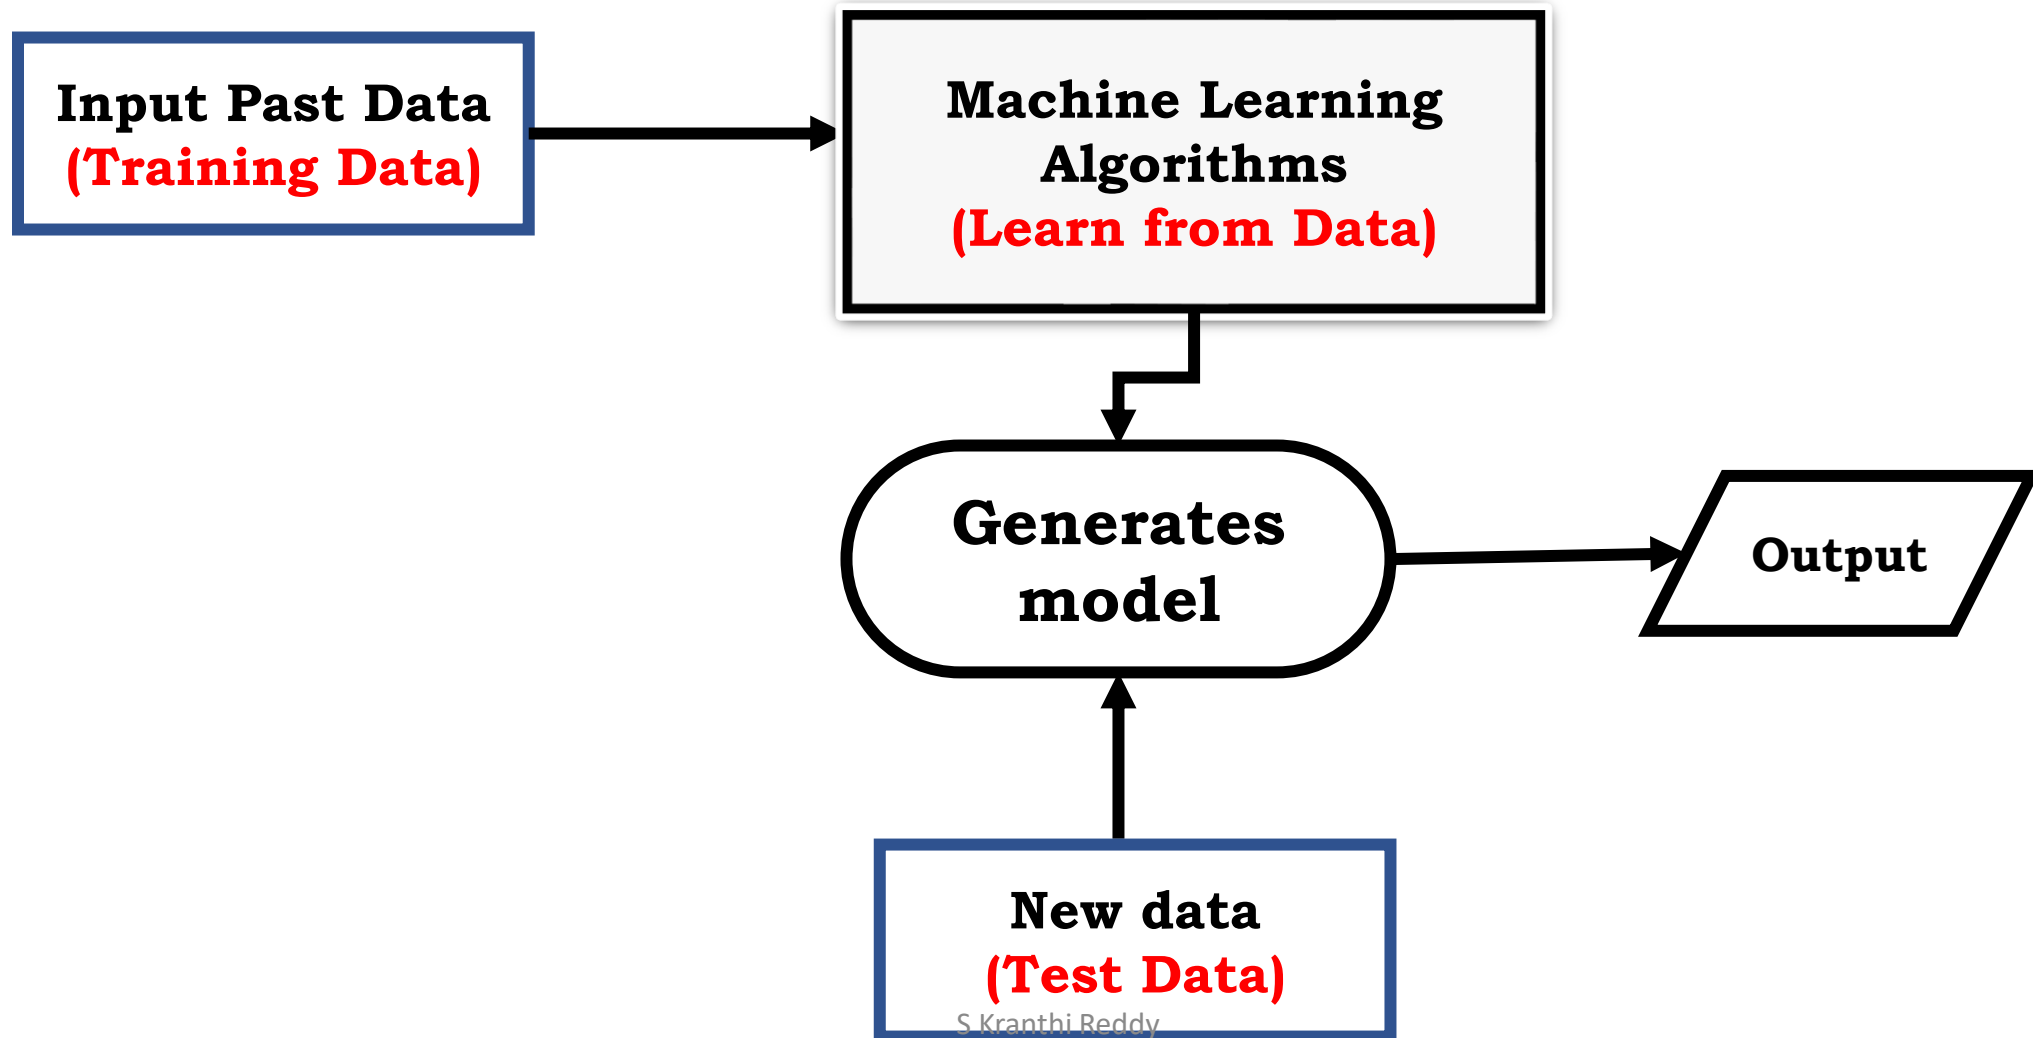 Input Past Data
(Training Data)
Machine Learning
Algorithms
(Learn from Data)
Generates
model
Output
New data
(Test Data)
S Kranthi Reddy